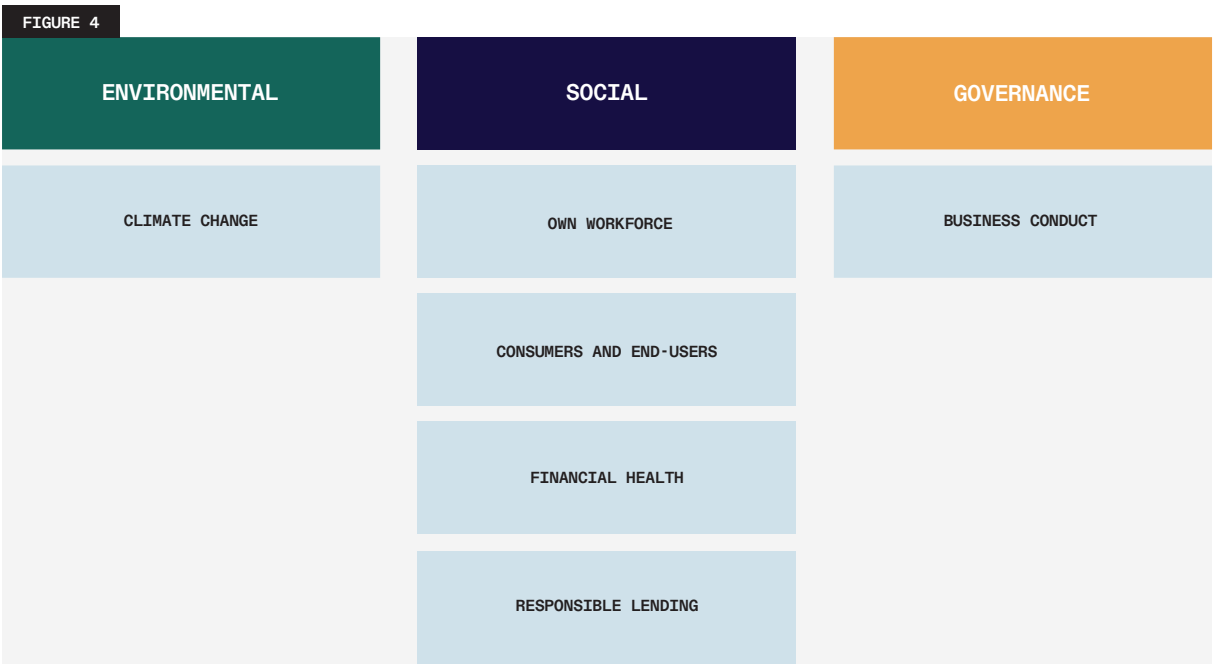 FIGURE 4
ENVIRONMENTAL
SOCIAL
GOVERNANCE
CLIMATE CHANGE
OWN WORKFORCE
BUSINESS CONDUCT
CONSUMERS AND END-USERS
FINANCIAL HEALTH
RESPONSIBLE LENDING